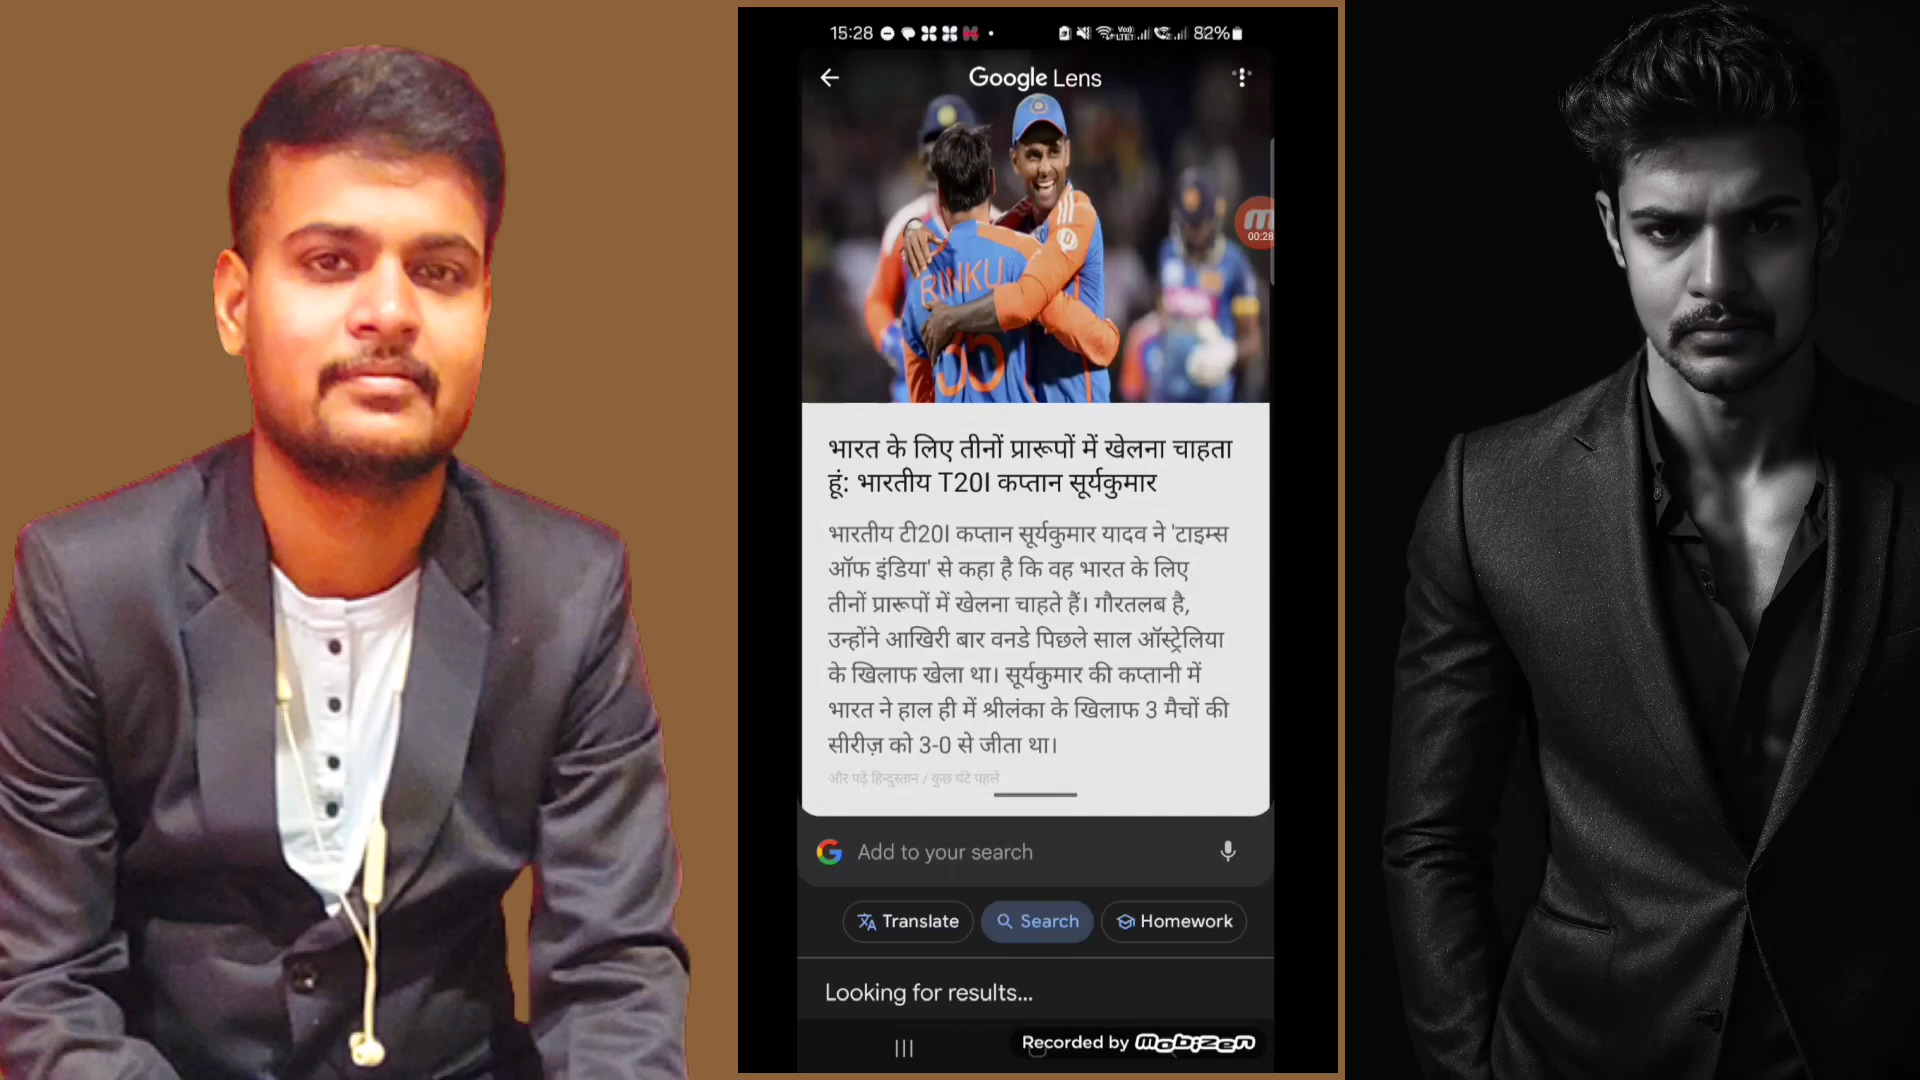 15:28
82%
Google Lens
RINKU
35
00:28
भारत के लिए तीनों प्रारूपों में खेलना चाहता
हूं: भारतीय T20I कप्तान सूर्यकुमार
भारतीय टी20I कप्तान सूर्यकुमार यादव ने 'टाइम्स
ऑफ इंडिया' से कहा है कि वह भारत के लिए
तीनों प्रारूपों में खेलना चाहते हैं। गौरतलब है,
उन्होंने आखिरी बार वनडे पिछले साल ऑस्ट्रेलिया
के खिलाफ खेला था। सूर्यकुमार की कप्तानी में
भारत ने हाल ही में श्रीलंका के खिलाफ 3 मैचों की
सीरीज़ को 3-0 से जीता था।
और पढ़ें हिन्दुस्तान / कुछ घंटे पहले
Add to your search
Translate
Search
Homework
Looking for results...
Recorded by mobizen